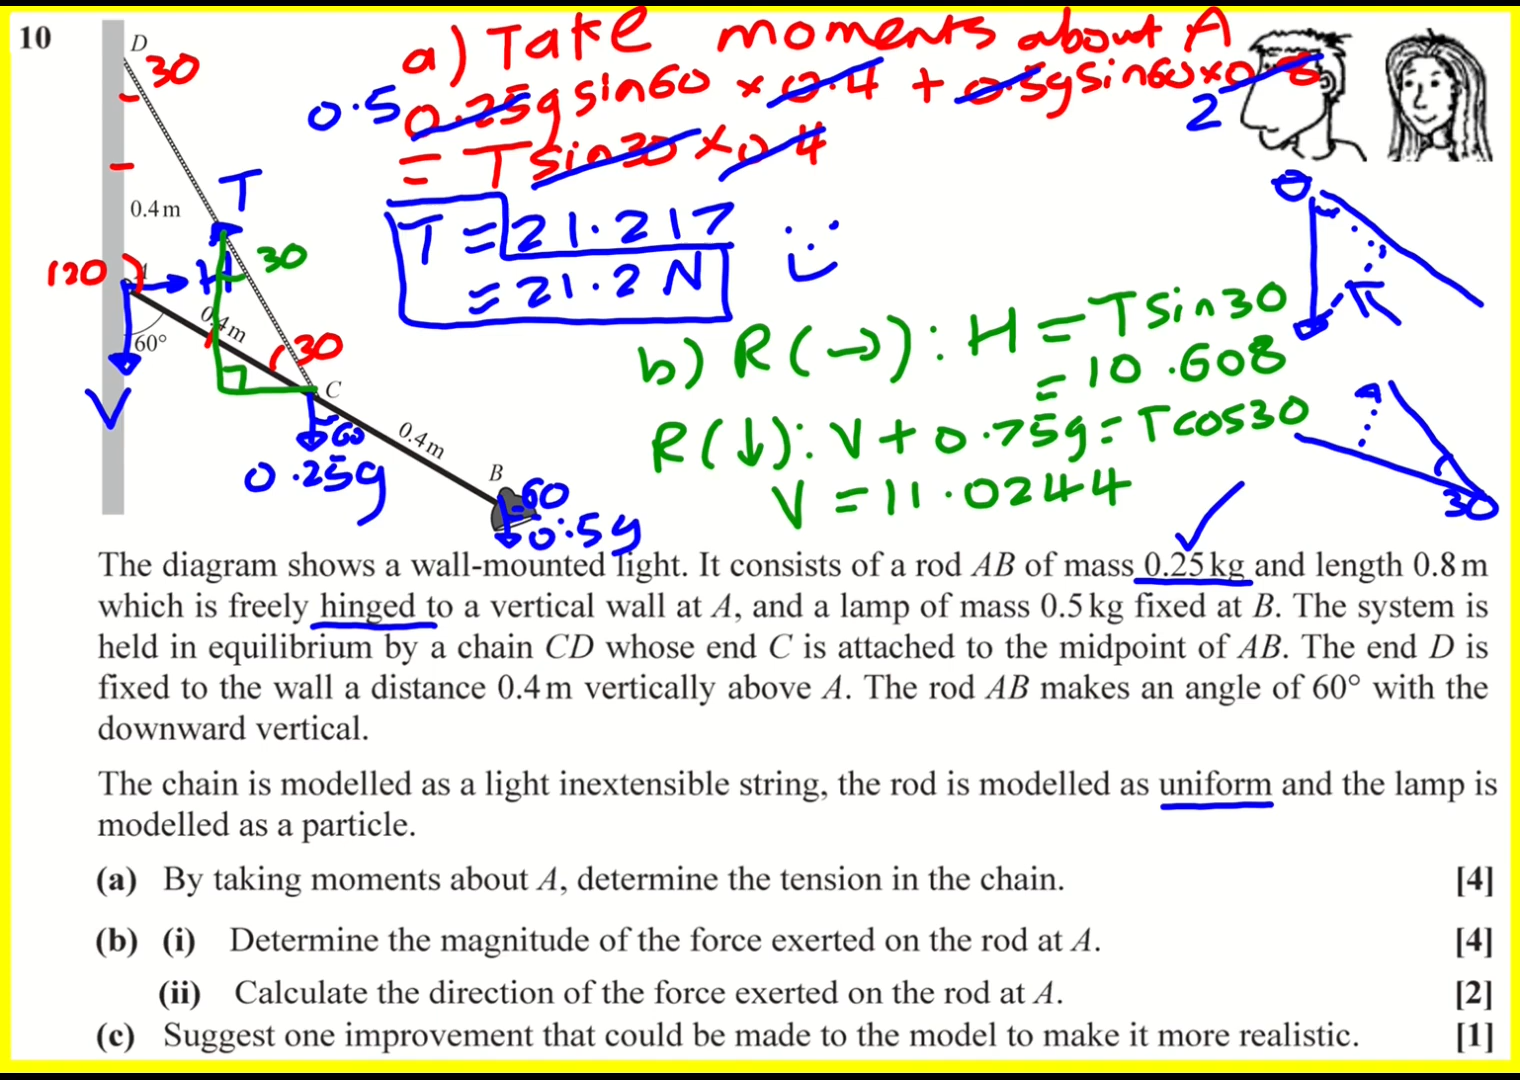 10
a) Take moments about A
0.5 0.25g sin60 × 0.4 + 0.5g sin60 × 0.8
2
= T sin30 × 0.4
T = 21.217
= 21.2 N
b) R(→): H = T sin30
= 10.608
R(↓): V + 0.75g = T cos30
V = 11.0244
D
30
T
0.4 m
30
120
A
H
0.4 m
60°
30
C
V
60
0.25g
0.4 m
B
60
0.5g
30
The diagram shows a wall-mounted light. It consists of a rod AB of mass 0.25 kg and length 0.8 m
which is freely hinged to a vertical wall at A, and a lamp of mass 0.5 kg fixed at B. The system is
held in equilibrium by a chain CD whose end C is attached to the midpoint of AB. The end D is
fixed to the wall a distance 0.4 m vertically above A. The rod AB makes an angle of 60° with the
downward vertical.
The chain is modelled as a light inextensible string, the rod is modelled as uniform and the lamp is
modelled as a particle.
(a) By taking moments about A, determine the tension in the chain. [4]
(b) (i) Determine the magnitude of the force exerted on the rod at A. [4]
(ii) Calculate the direction of the force exerted on the rod at A. [2]
(c) Suggest one improvement that could be made to the model to make it more realistic. [1]